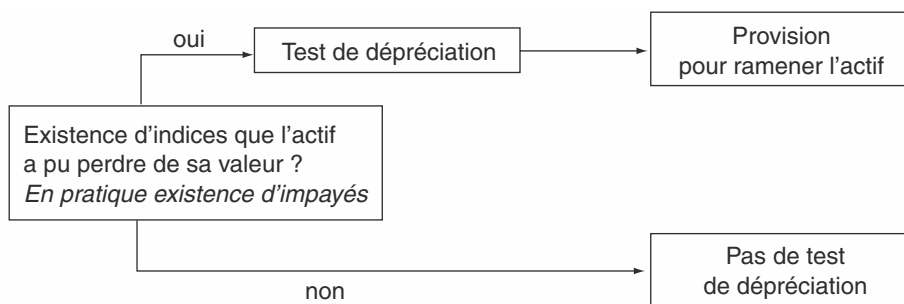 oui
Test de dépréciation
Provision
pour ramener l'actif
Existence d'indices que l'actif
a pu perdre de sa valeur ?
En pratique existence d'impayés
non
Pas de test
de dépréciation